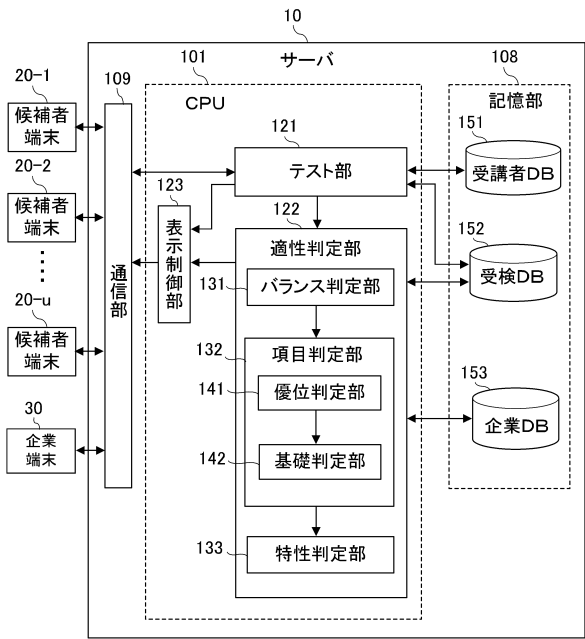 10
サーバ
20-1
候補者
端末
20-2
候補者
端末
20-u
候補者
端末
30
企業
端末
109
通信部
101
CPU
121
テスト部
123
表示制御部
122
適性判定部
131
バランス判定部
132
項目判定部
141
優位判定部
142
基礎判定部
133
特性判定部
108
記憶部
151
受講者DB
152
受検DB
153
企業DB